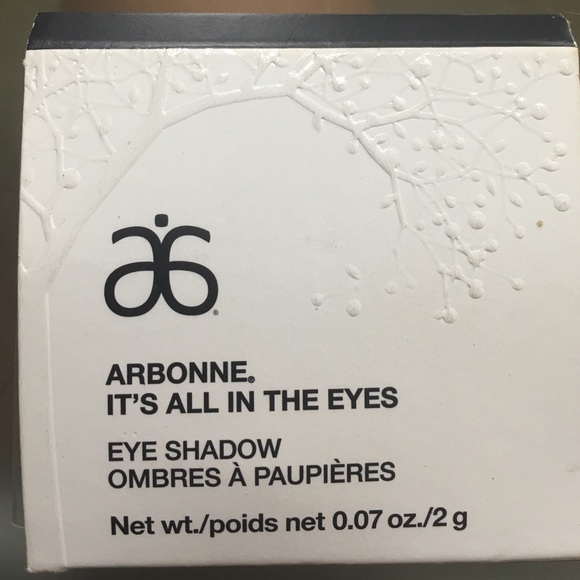 ARBONNE®
IT'S ALL IN THE EYES
EYE SHADOW
OMBRES À PAUPIÈRES
Net wt./poids net 0.07 oz./2 g